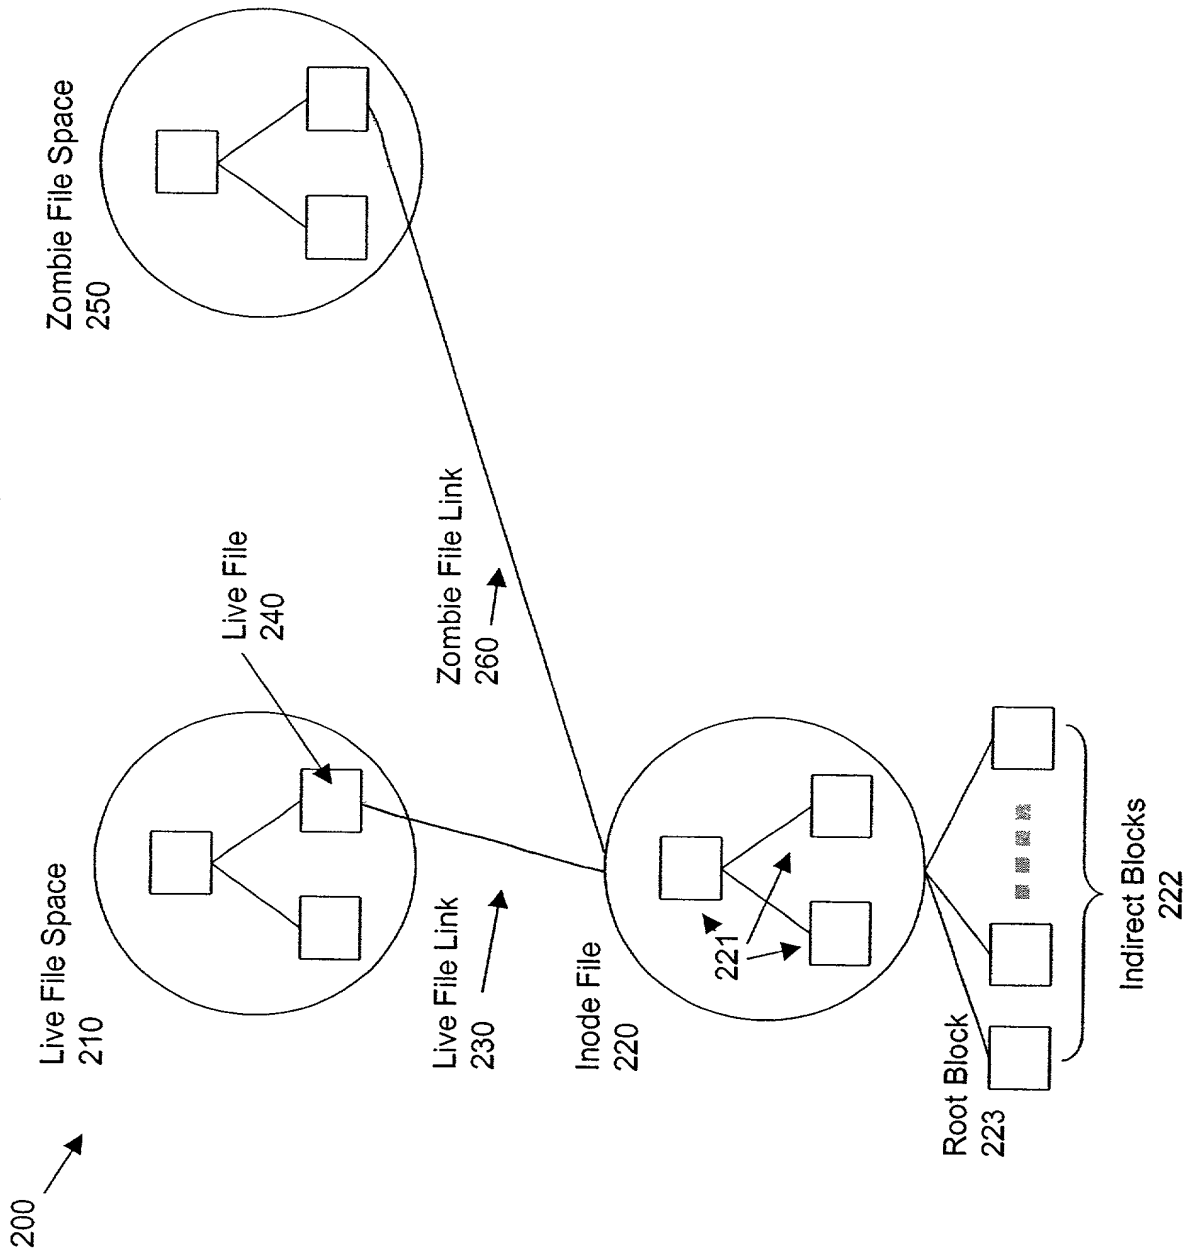 200
Live File Space
210
Zombie File Space
250
Live File
240
Live File Link
230
Zombie File Link
260
Inode File
220
221
Root Block
223
Indirect Blocks
222